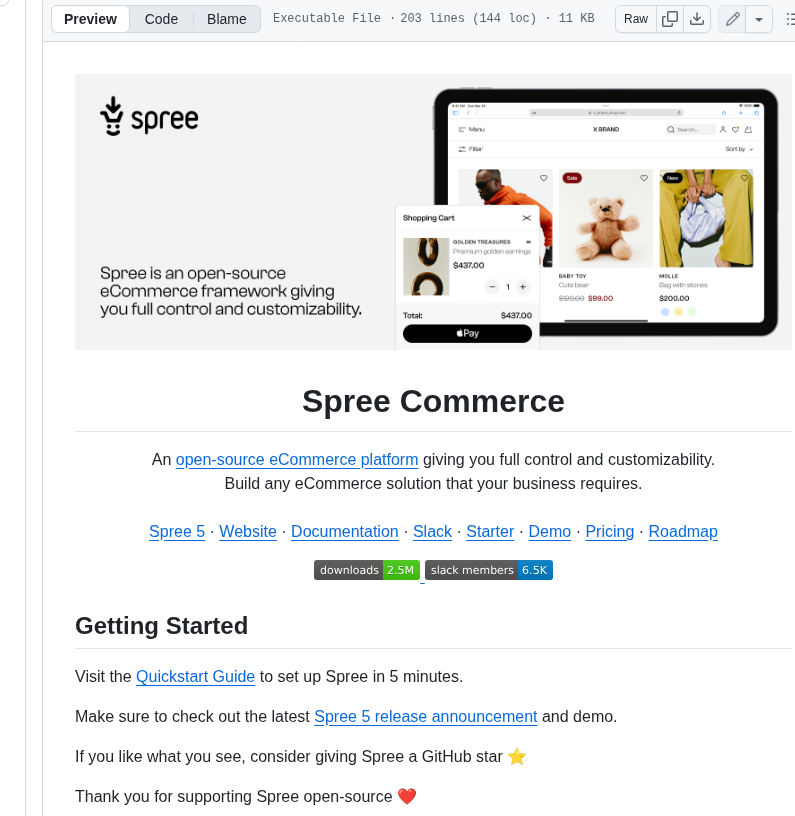 Preview Code Blame Executable File · 203 lines (144 loc) · 11 KB Raw
spree
Menu X BRAND Search...
Filter Sort by
Sale New
Shopping Cart
GOLDEN TREASURES
Premium golden earrings
$437.00
1
Total: $437.00
Pay
BABY TOY
Cute bear
$120.00 $99.00
MOLLE
Bag with stones
$200.00
Spree is an open-source
eCommerce framework giving
you full control and customizability.
Spree Commerce
An open-source eCommerce platform giving you full control and customizability.
Build any eCommerce solution that your business requires.
Spree 5 · Website · Documentation · Slack · Starter · Demo · Pricing · Roadmap
downloads 2.5M slack members 6.5K
Getting Started
Visit the Quickstart Guide to set up Spree in 5 minutes.
Make sure to check out the latest Spree 5 release announcement and demo.
If you like what you see, consider giving Spree a GitHub star ⭐
Thank you for supporting Spree open-source ❤️